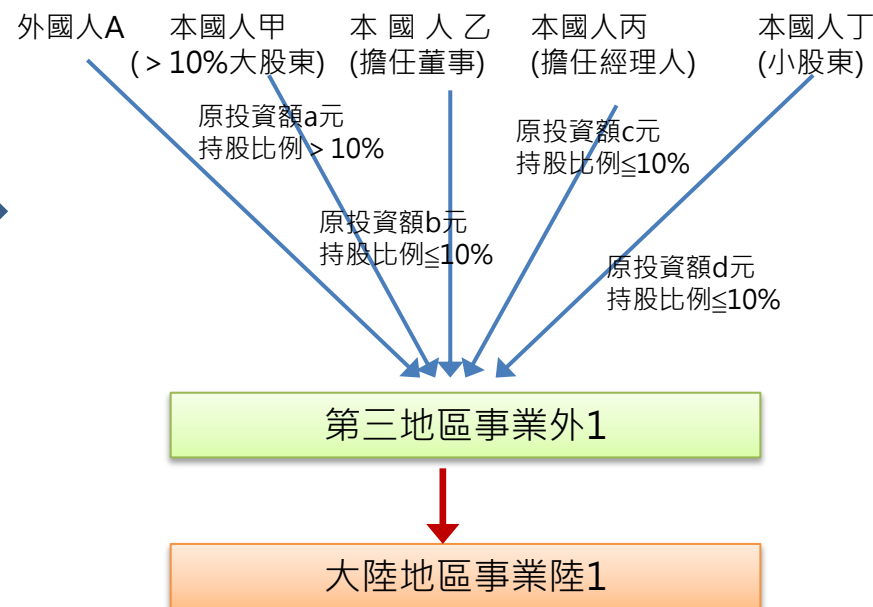 外國人A
本國人甲
(>10%大股東)
本 國 人 乙
(擔任董事)
本國人丙
(擔任經理人)
本國人丁
(小股東)
原投資額a元
持股比例>10%
原投資額b元
持股比例≦10%
原投資額c元
持股比例≦10%
原投資額d元
持股比例≦10%
第三地區事業外1
大陸地區事業陸1